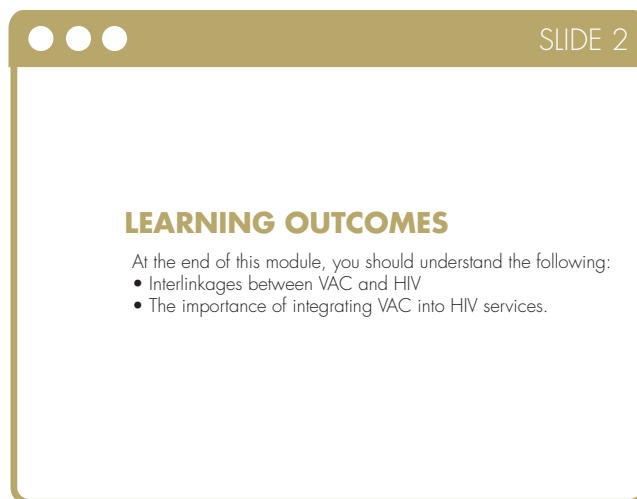 SLIDE 2
LEARNING OUTCOMES
At the end of this module, you should understand the following:
• Interlinkages between VAC and HIV
• The importance of integrating VAC into HIV services.